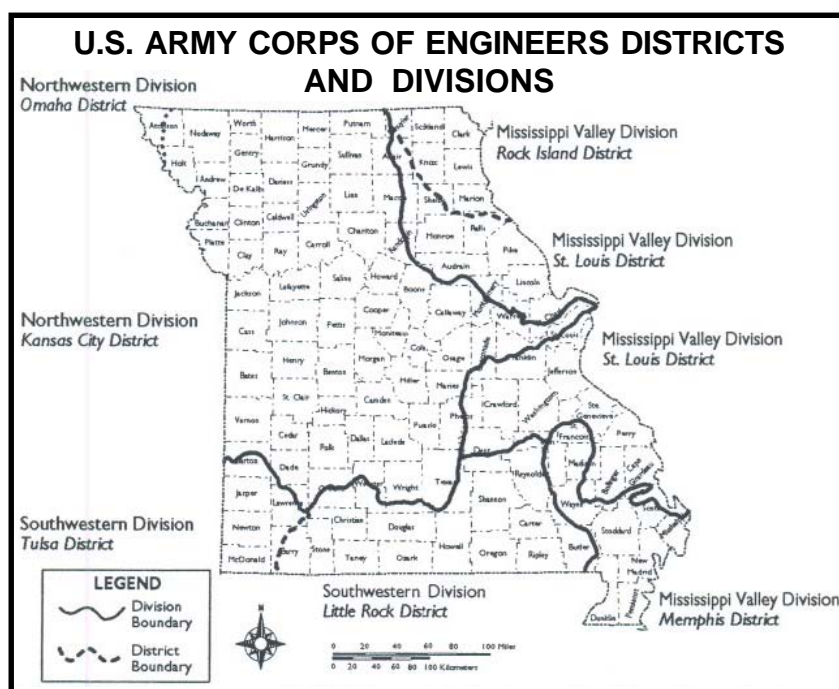 U.S. ARMY CORPS OF ENGINEERS DISTRICTS
AND DIVISIONS
Northwestern Division
Omaha District
Mississippi Valley Division
Rock Island District
Mississippi Valley Division
St. Louis District
Northwestern Division
Kansas City District
Mississippi Valley Division
St. Louis District
Southwestern Division
Tulsa District
Southwestern Division
Little Rock District
Mississippi Valley Division
Memphis District
Nodaway
Worth
Harrison
Mercer
Putnam
Scotland
Clark
Holt
Andrew
Gentry
Grundy
Sullivan
Adair
Knox
Lewis
De Kalb
Daviess
Livingston
Linn
Macon
Shelby
Marion
Buchanan
Clinton
Caldwell
Chariton
Monroe
Ralls
Pike
Platte
Clay
Ray
Carroll
Audrain
Lincoln
Jackson
Lafayette
Saline
Howard
Boone
Callaway
Cass
Johnson
Pettis
Cooper
Moniteau
Cole
Osage
Franklin
Jefferson
Bates
Henry
Benton
Morgan
Miller
Maries
Crawford
Washington
St. Clair
Hickory
Camden
Pulaski
Phelps
Ste.
Genevieve
Vernon
Cedar
Polk
Dallas
Laclede
Dent
Perry
Barton
Dade
Wright
Texas
Reynolds
Madison
Jasper
Lawrence
Shannon
Wayne
Newton
Christian
Douglas
Carter
Stoddard
McDonald
Barry
Stone
Taney
Ozark
Howell
Oregon
Ripley
Butler
New
Madrid
Dunklin
LEGEND
Division
Boundary
District
Boundary
0 20 40 60 80 100 Miles
0 20 40 60 80 100 Kilometers